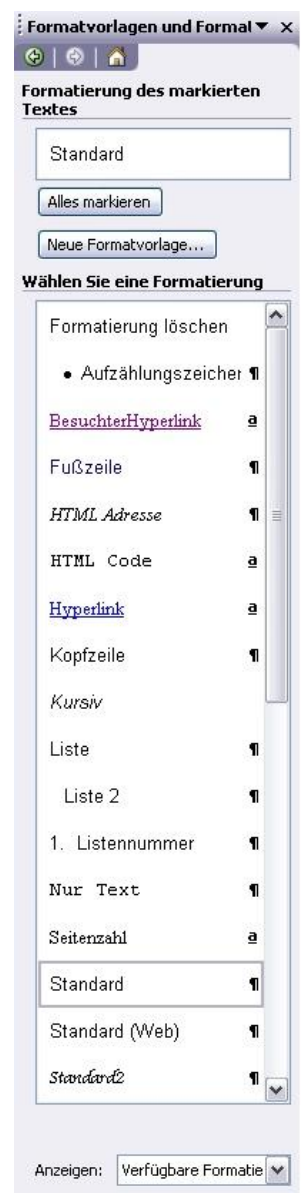 Formatvorlagen und Format
Formatierung des markierten
Textes
Standard
Alles markieren
Neue Formatvorlage...
Wählen Sie eine Formatierung
Formatierung löschen
• Aufzählungszeicher ¶
BesuchterHyperlink a
Fußzeile ¶
HTML Adresse ¶
HTML Code a
Hyperlink a
Kopfzeile ¶
Kursiv
Liste ¶
Liste 2 ¶
1. Listennummer ¶
Nur Text ¶
Seitenzahl a
Standard ¶
Standard (Web) ¶
Standard2 ¶
Anzeigen: Verfügbare Formatie